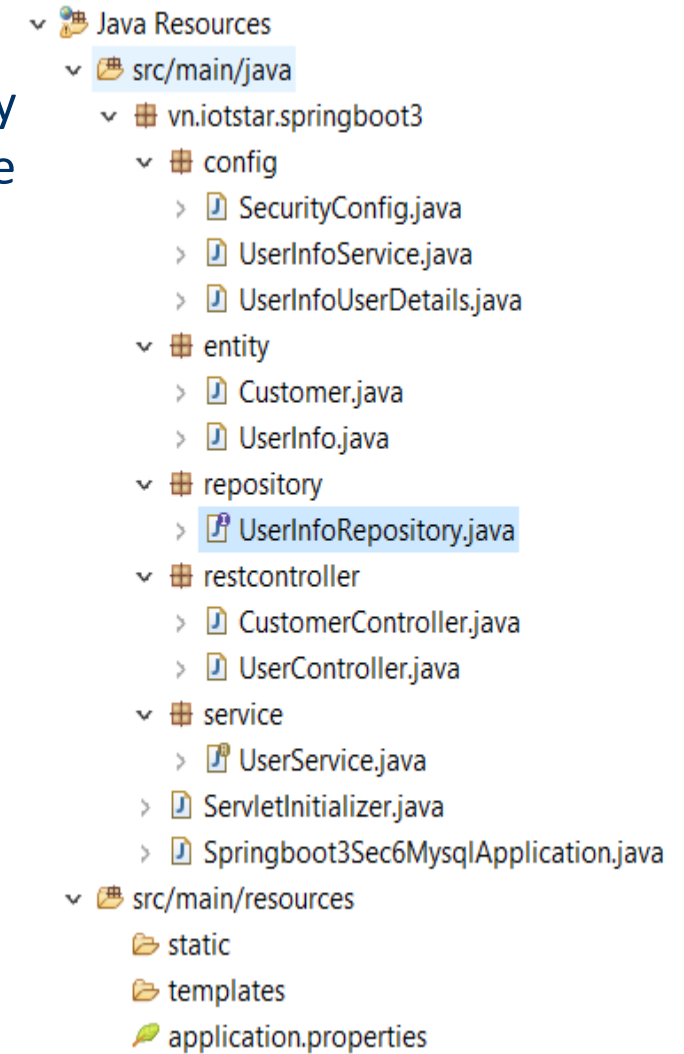 Java Resources
src/main/java
y
vn.iotstar.springboot3
e
config
SecurityConfig.java
UserInfoService.java
UserInfoUserDetails.java
entity
Customer.java
UserInfo.java
repository
UserInfoRepository.java
restcontroller
CustomerController.java
UserController.java
service
UserService.java
ServletInitializer.java
Springboot3Sec6MysqlApplication.java
src/main/resources
static
templates
application.properties